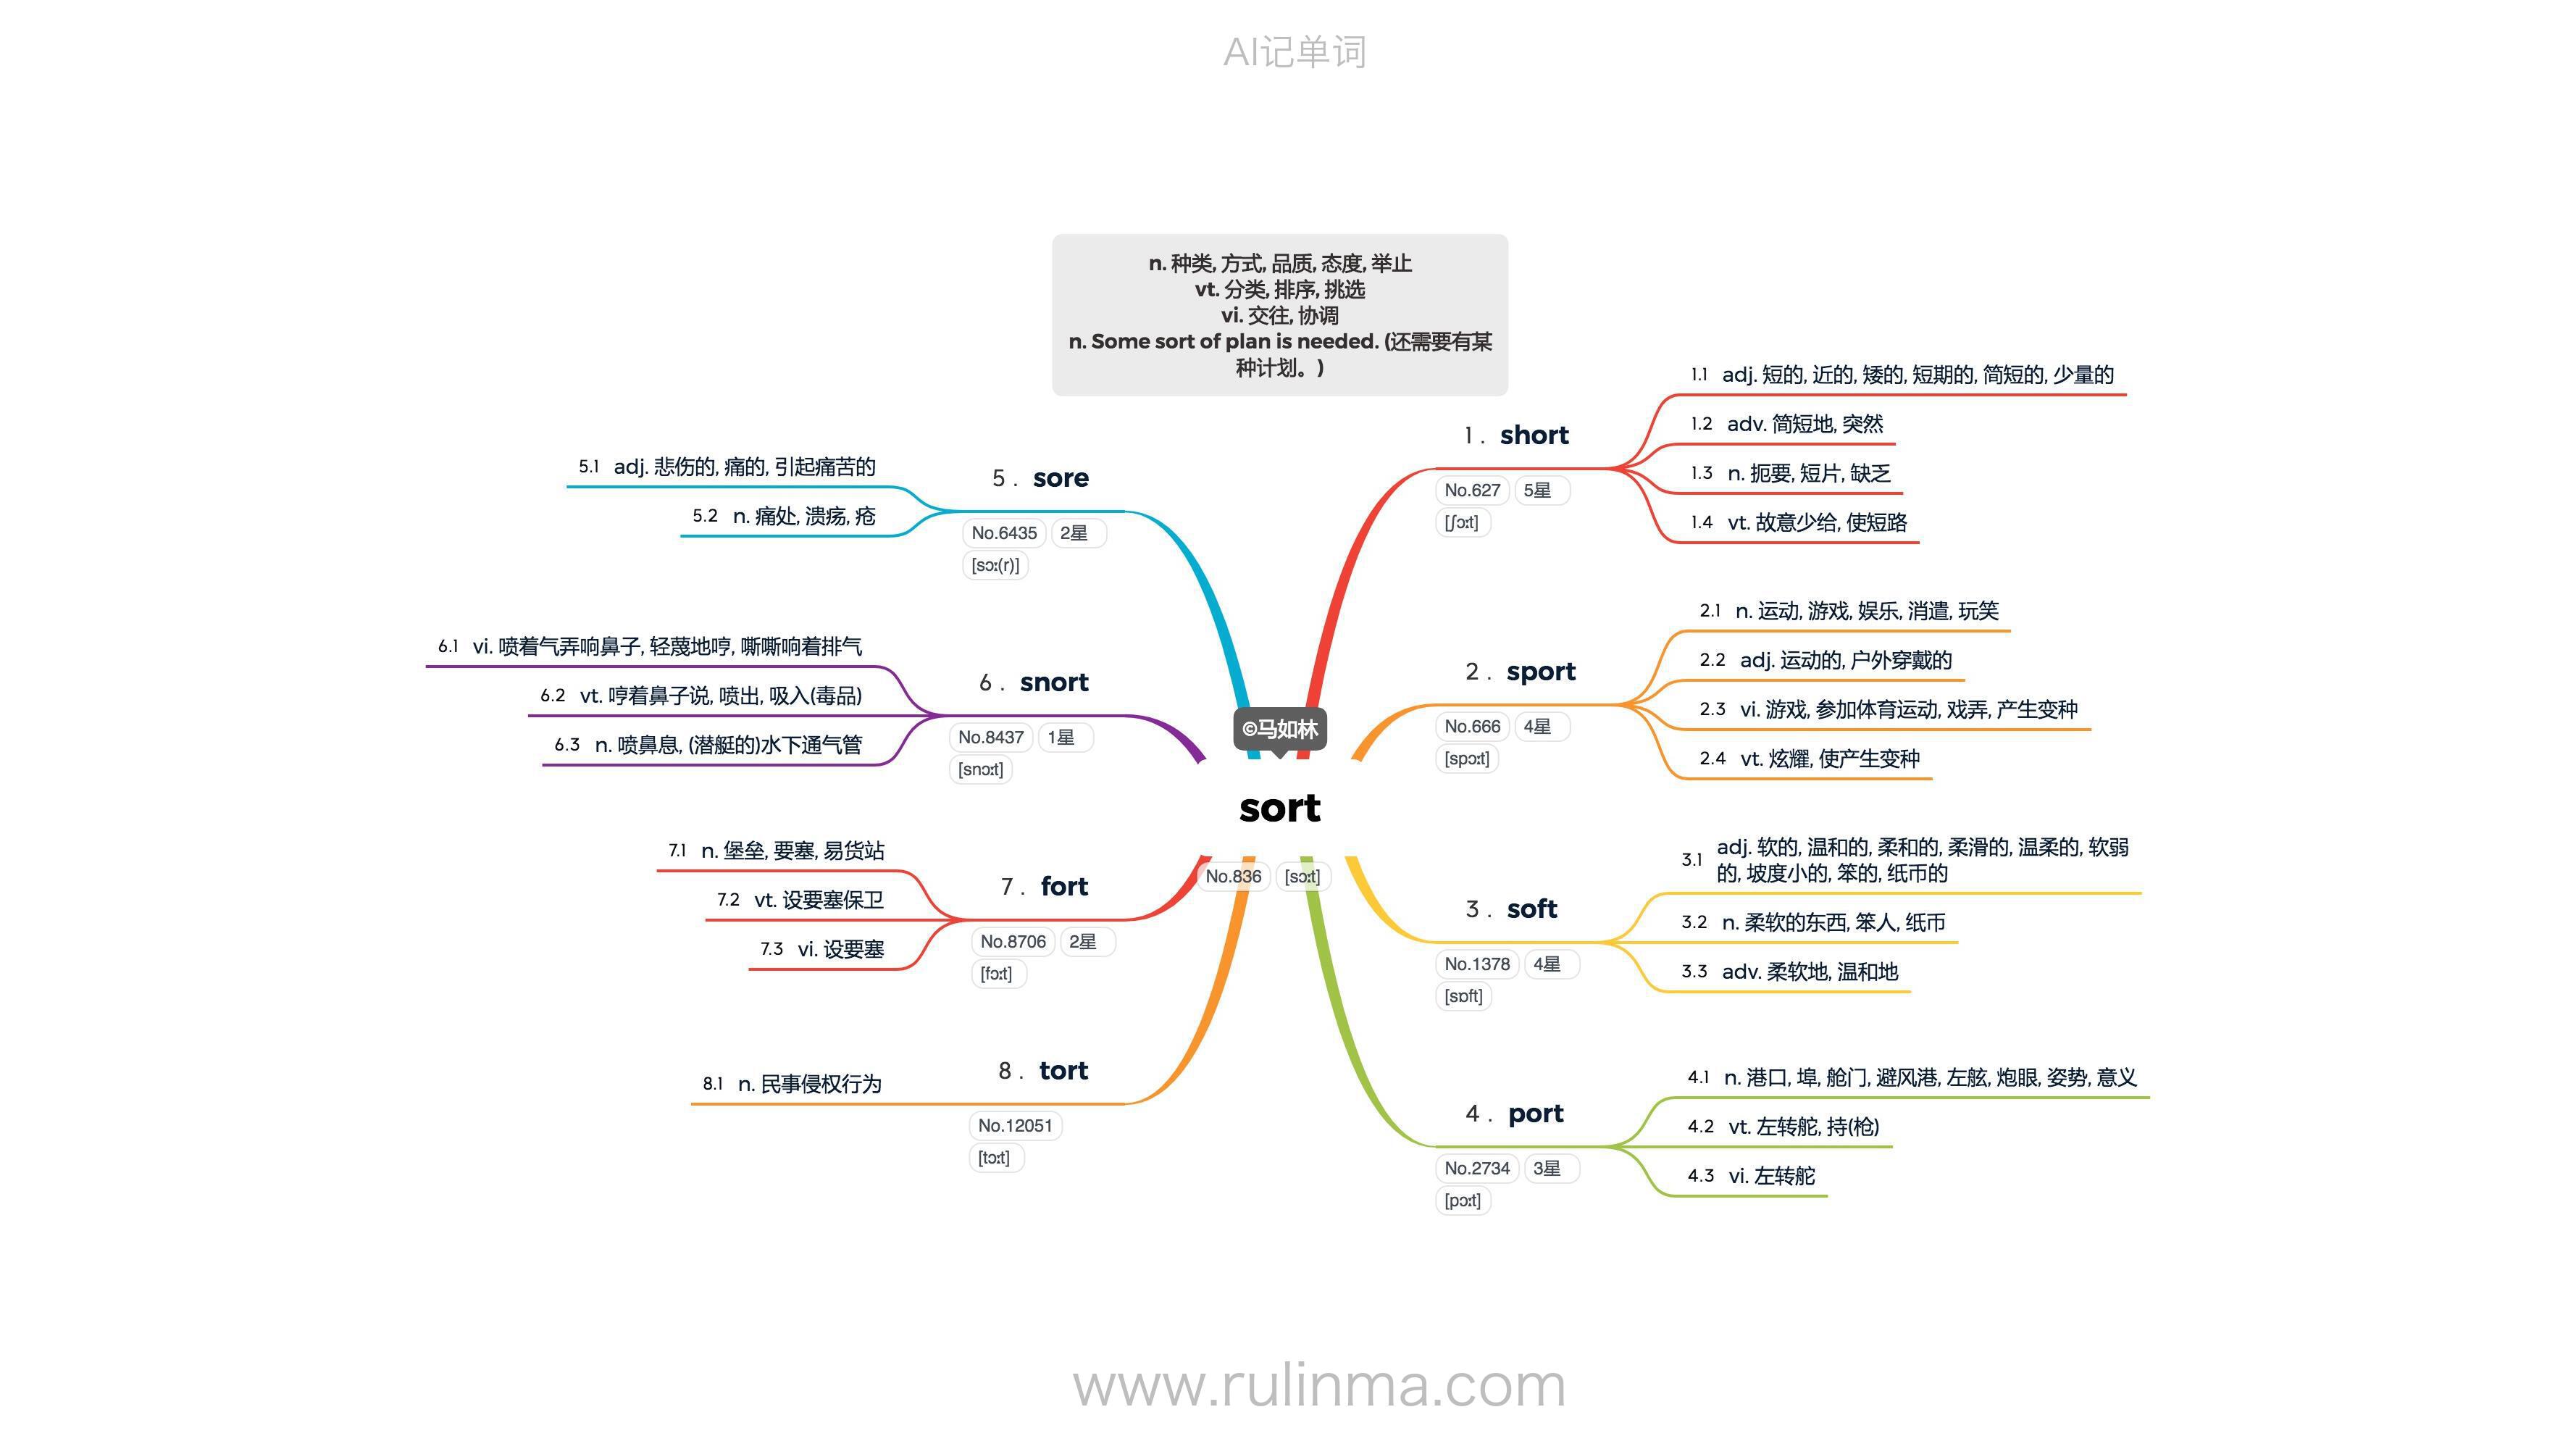 AI记单词
n. 种类, 方式, 品质, 态度, 举止
vt. 分类, 排序, 挑选
vi. 交往, 协调
n. Some sort of plan is needed. (还需要有某
种计划。)
©马如林
sort
No.836 [sɔːt]
1. short
No.627 5星
[ʃɔːt]
1.1 adj. 短的, 近的, 矮的, 短期的, 简短的, 少量的
1.2 adv. 简短地, 突然
1.3 n. 扼要, 短片, 缺乏
1.4 vt. 故意少给, 使短路
2. sport
No.666 4星
[spɔːt]
2.1 n. 运动, 游戏, 娱乐, 消遣, 玩笑
2.2 adj. 运动的, 户外穿戴的
2.3 vi. 游戏, 参加体育运动, 戏弄, 产生变种
2.4 vt. 炫耀, 使产生变种
3. soft
No.1378 4星
[sɒft]
3.1 adj. 软的, 温和的, 柔和的, 柔滑的, 温柔的, 软弱
的, 坡度小的, 笨的, 纸币的
3.2 n. 柔软的东西, 笨人, 纸币
3.3 adv. 柔软地, 温和地
4. port
No.2734 3星
[pɔːt]
4.1 n. 港口, 埠, 舱门, 避风港, 左舷, 炮眼, 姿势, 意义
4.2 vt. 左转舵, 持(枪)
4.3 vi. 左转舵
5. sore
No.6435 2星
[sɔː(r)]
5.1 adj. 悲伤的, 痛的, 引起痛苦的
5.2 n. 痛处, 溃疡, 疮
6. snort
No.8437 1星
[snɔːt]
6.1 vi. 喷着气弄响鼻子, 轻蔑地哼, 嘶嘶响着排气
6.2 vt. 哼着鼻子说, 喷出, 吸入(毒品)
6.3 n. 喷鼻息, (潜艇的)水下通气管
7. fort
No.8706 2星
[fɔːt]
7.1 n. 堡垒, 要塞, 易货站
7.2 vt. 设要塞保卫
7.3 vi. 设要塞
8. tort
No.12051
[tɔːt]
8.1 n. 民事侵权行为
www.rulinma.com